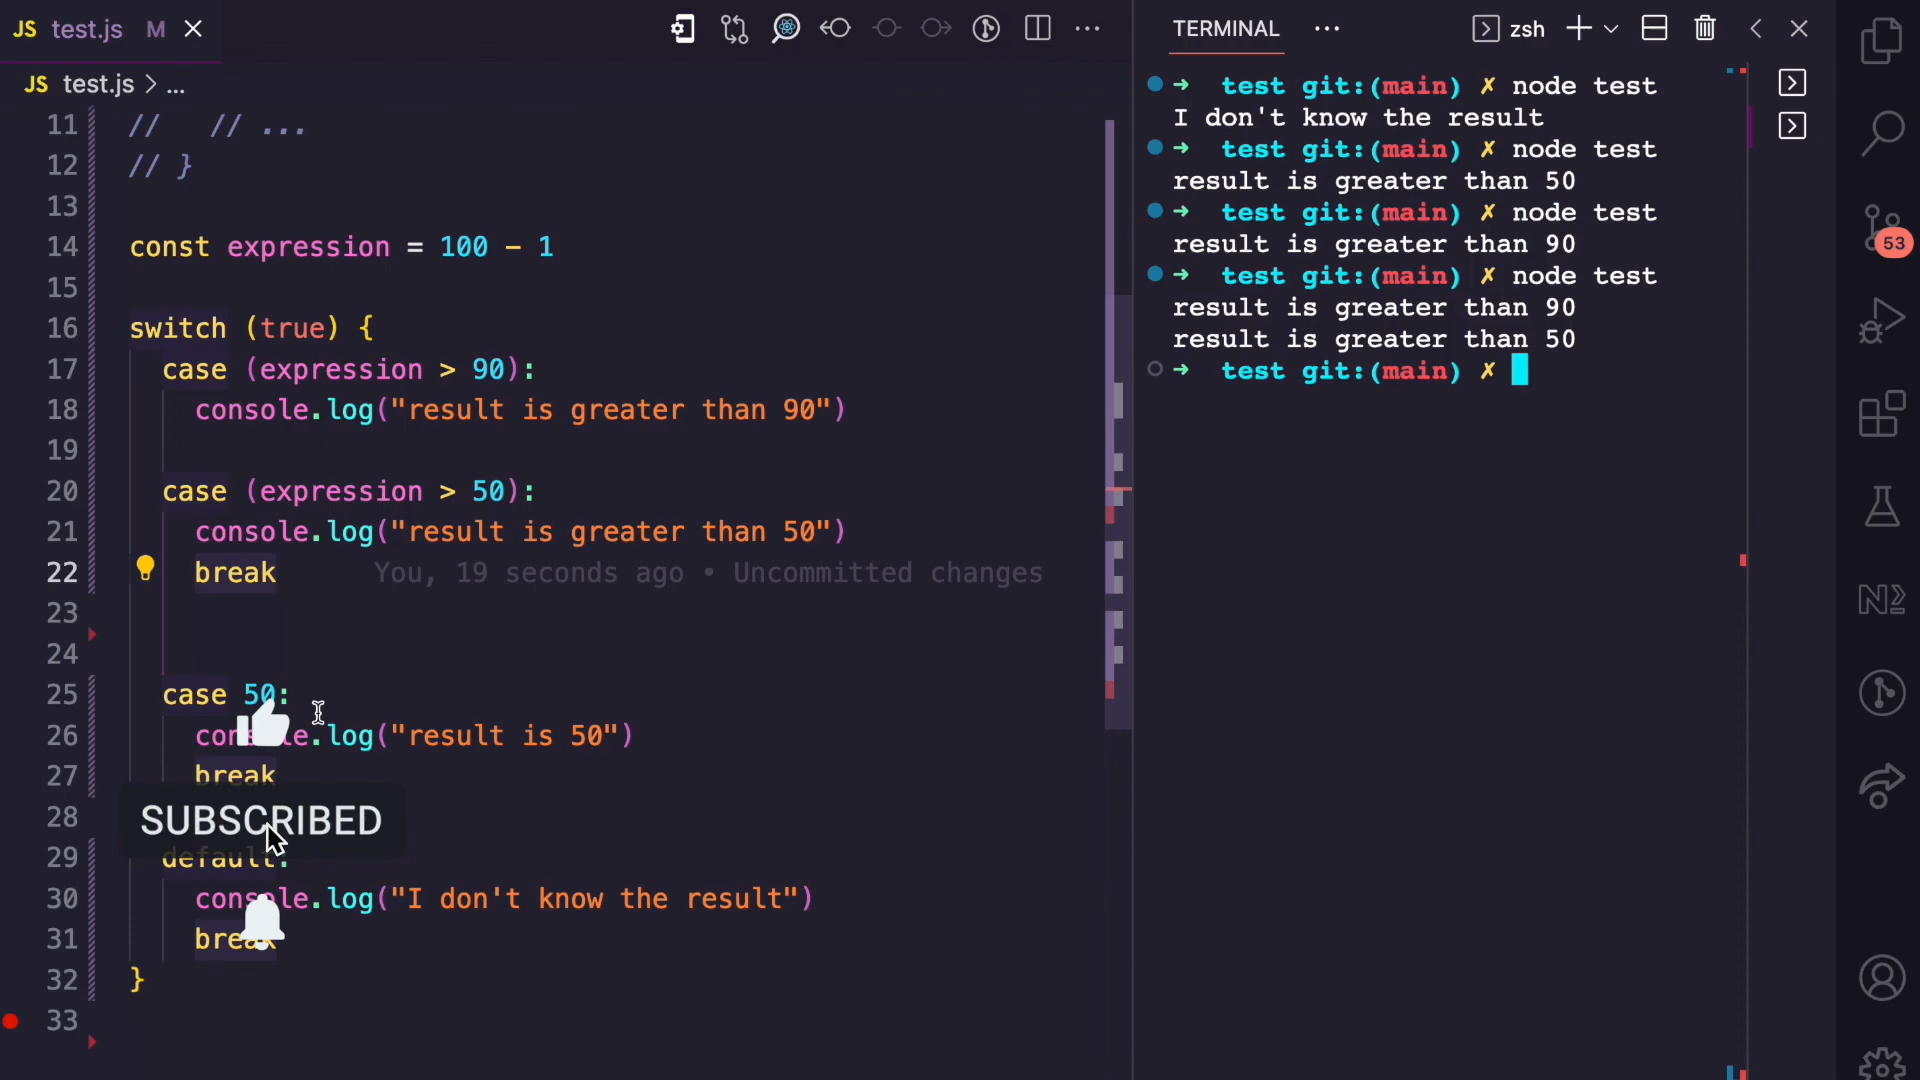 JS test.js M
JS test.js > ...
11 //   // ...
12 // }
13
14 const expression = 100 - 1
15
16 switch (true) {
17 case (expression > 90):
18 console.log("result is greater than 90")
19
20 case (expression > 50):
21 console.log("result is greater than 50")
22 break You, 19 seconds ago • Uncommitted changes
23
24
25 case 50:
26 console.log("result is 50")
27 break
28
SUBSCRIBED
29 default:
30 console.log("I don't know the result")
31 break
32 }
33
TERMINAL
zsh
➜ test git:(main) ✗ node test
I don't know the result
➜ test git:(main) ✗ node test
result is greater than 50
➜ test git:(main) ✗ node test
result is greater than 90
➜ test git:(main) ✗ node test
result is greater than 90
result is greater than 50
➜ test git:(main) ✗
53